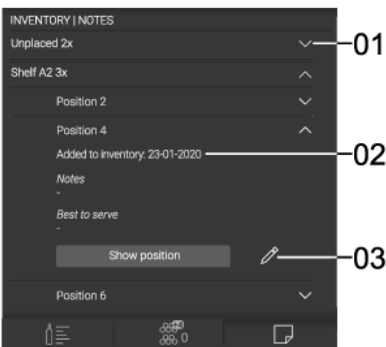 INVENTORY | NOTES
Unplaced 2x
01
Shelf A2 3x
Position 2
Position 4
Added to inventory: 23-01-2020
02
Notes
-
Best to serve
-
Show position
03
Position 6
0